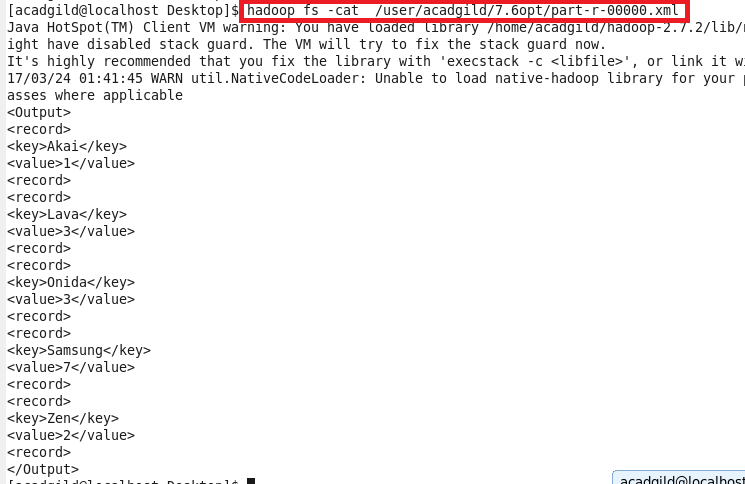 [acadgild@localhost Desktop]$ hadoop fs -cat  /user/acadgild/7.6opt/part-r-00000.xml
Java HotSpot(TM) Client VM warning: You have loaded library /home/acadgild/hadoop-2.7.2/lib/
ight have disabled stack guard. The VM will try to fix the stack guard now.
It's highly recommended that you fix the library with 'execstack -c <libfile>', or link it
17/03/24 01:41:45 WARN util.NativeCodeLoader: Unable to load native-hadoop library for your
asses where applicable
<Output>
<record>
<key>Akai</key>
<value>1</value>
<record>
<record>
<key>Lava</key>
<value>3</value>
<record>
<record>
<key>Onida</key>
<value>3</value>
<record>
<record>
<key>Samsung</key>
<value>7</value>
<record>
<record>
<key>Zen</key>
<value>2</value>
<record>
</Output>
[acadgild@localhost Desktop]$
acadgild@localhost